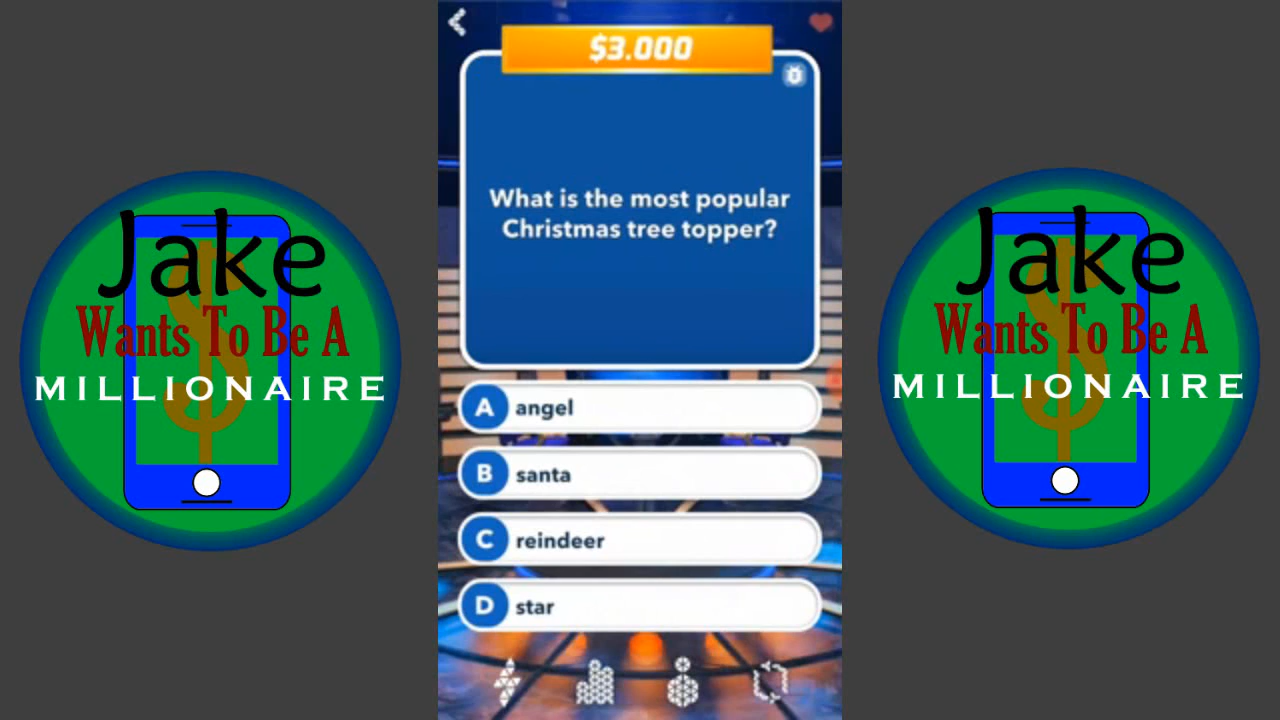 Jake
Wants To Be A
MILLIONAIRE
$3.000
What is the most popular
Christmas tree topper?
A angel
B santa
C reindeer
D star
Jake
Wants To Be A
MILLIONAIRE